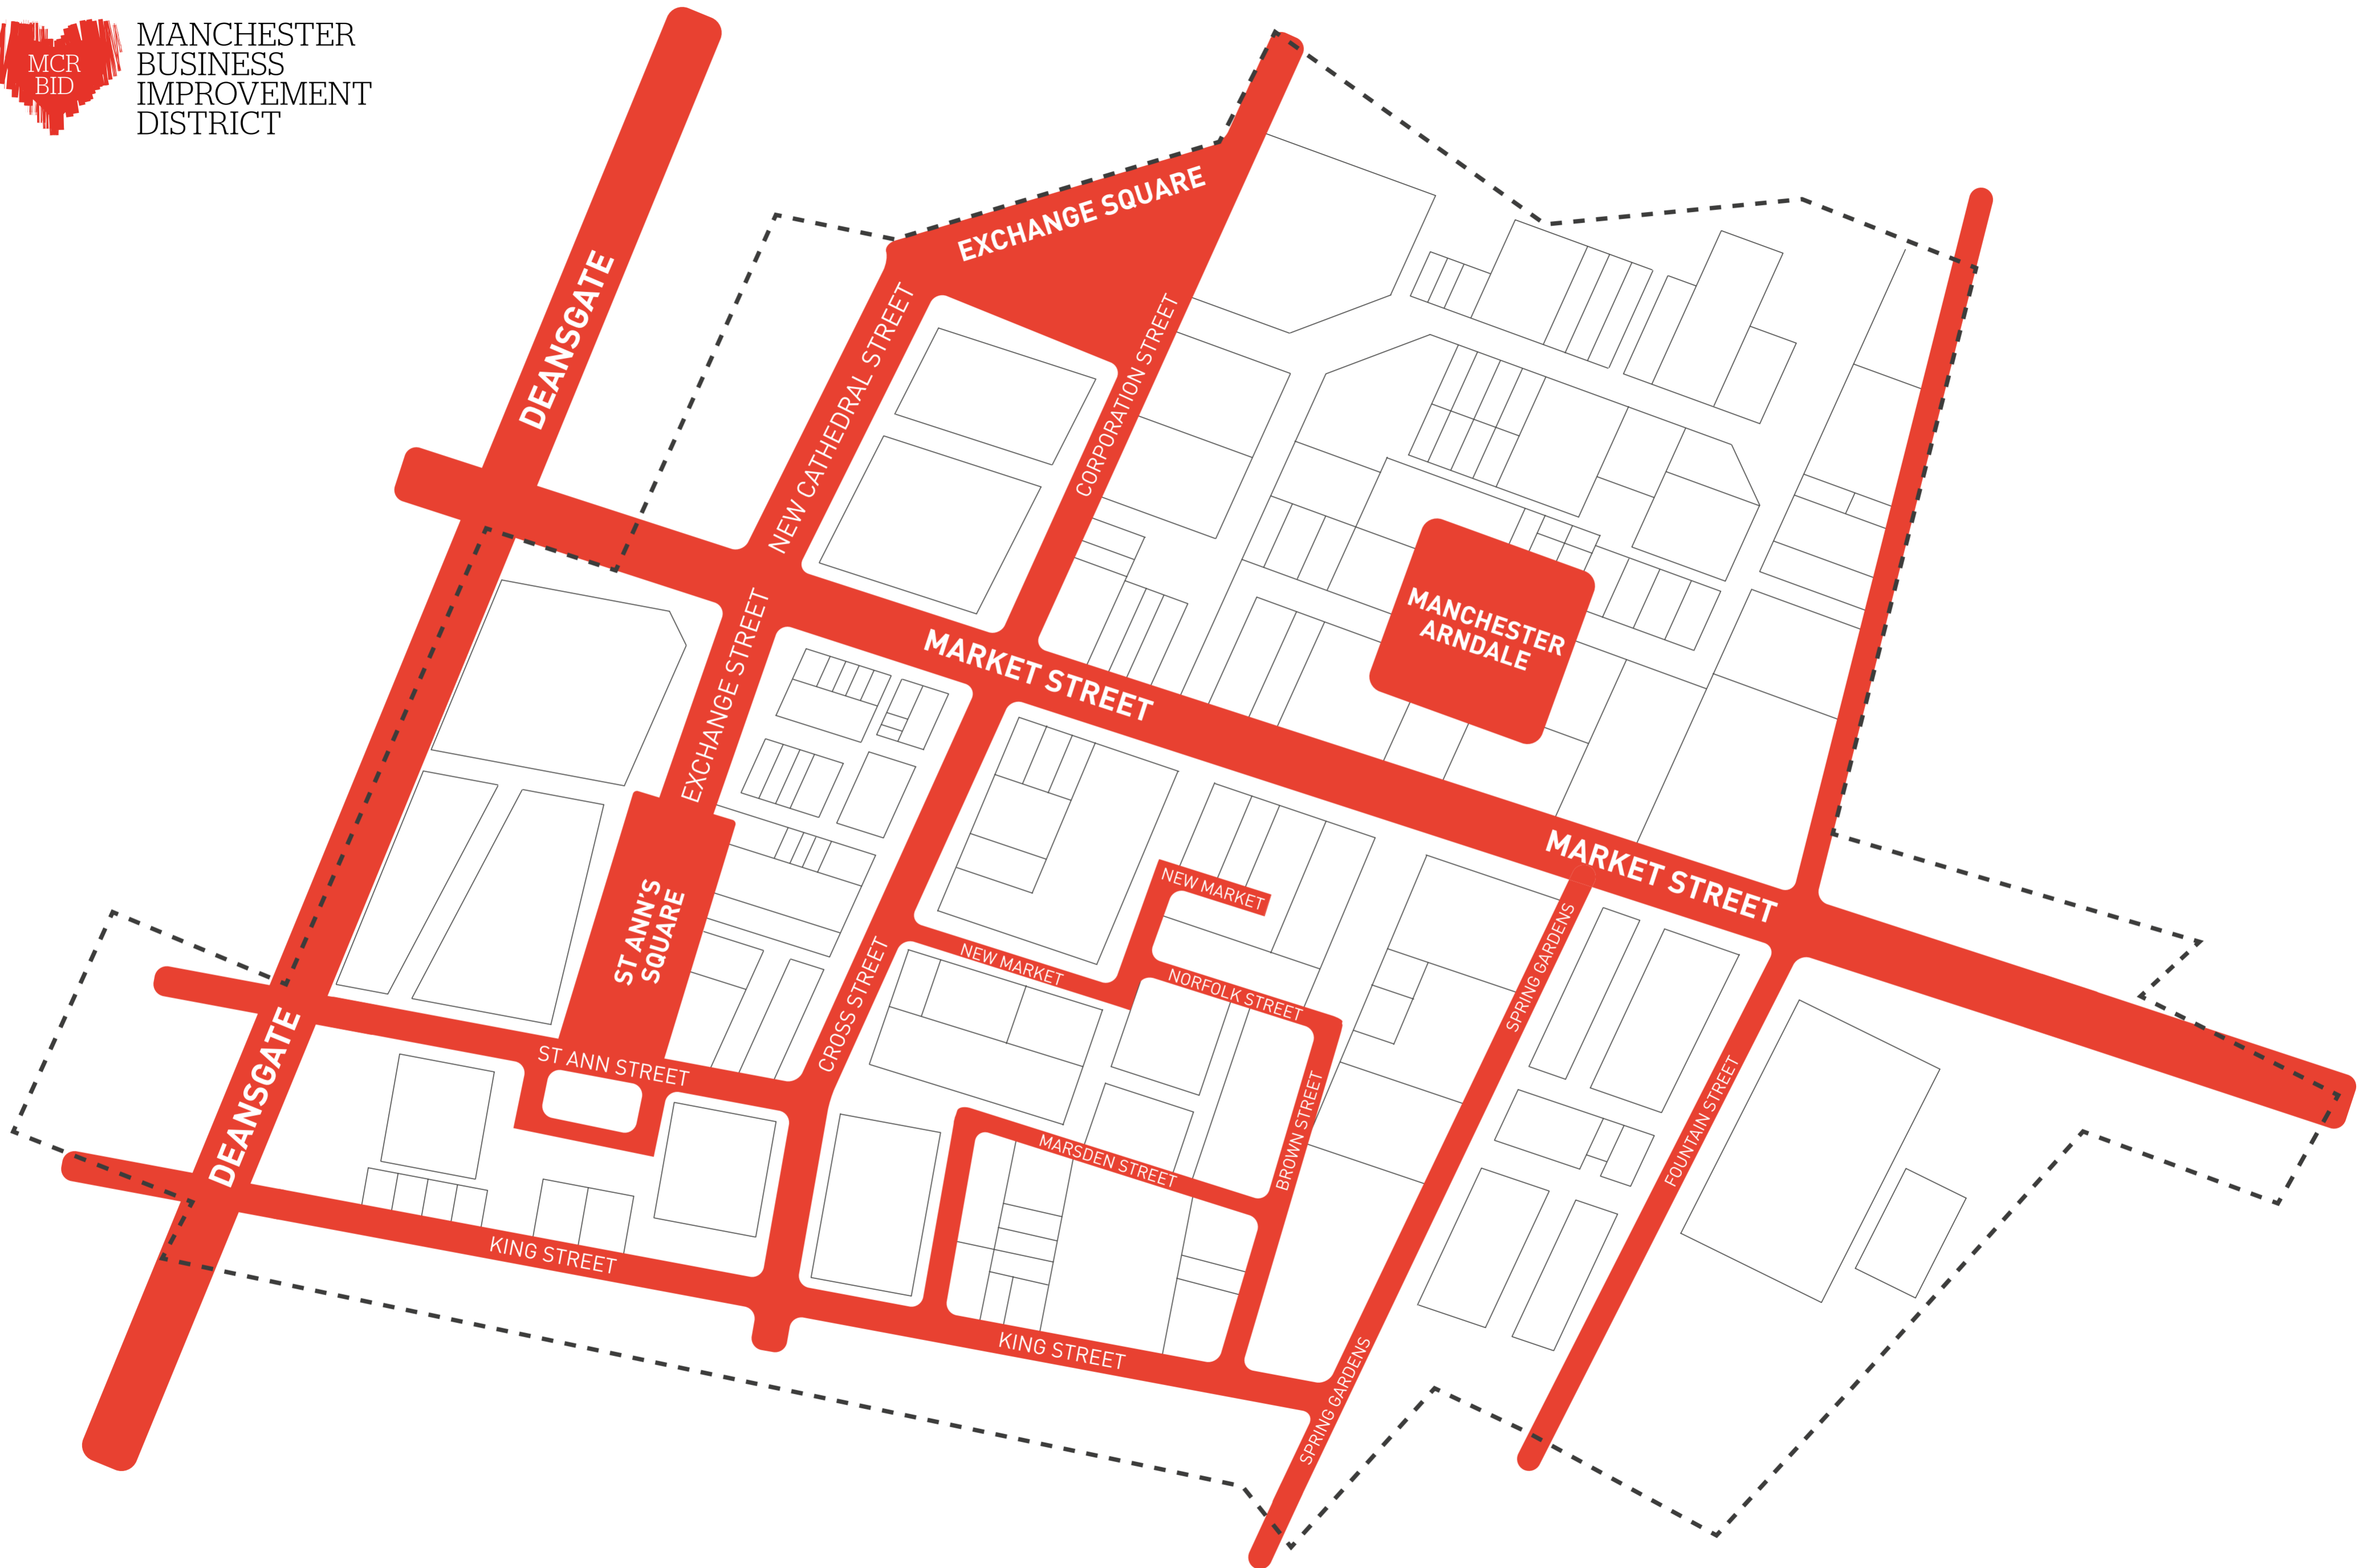 MCR
BID
MANCHESTER
BUSINESS
IMPROVEMENT
DISTRICT
EXCHANGE SQUARE
DEANSGATE
NEW CATHEDRAL STREET
CORPORATION STREET
MANCHESTER
ARNDALE
EXCHANGE STREET
MARKET STREET
MARKET STREET
NEW MARKET
ST ANN'S
SQUARE
NEW MARKET
NORFOLK STREET
SPRING GARDENS
CROSS STREET
ST ANN STREET
DEANSGATE
FOUNTAIN STREET
BROWN STREET
MARSDEN STREET
KING STREET
KING STREET
SPRING GARDENS